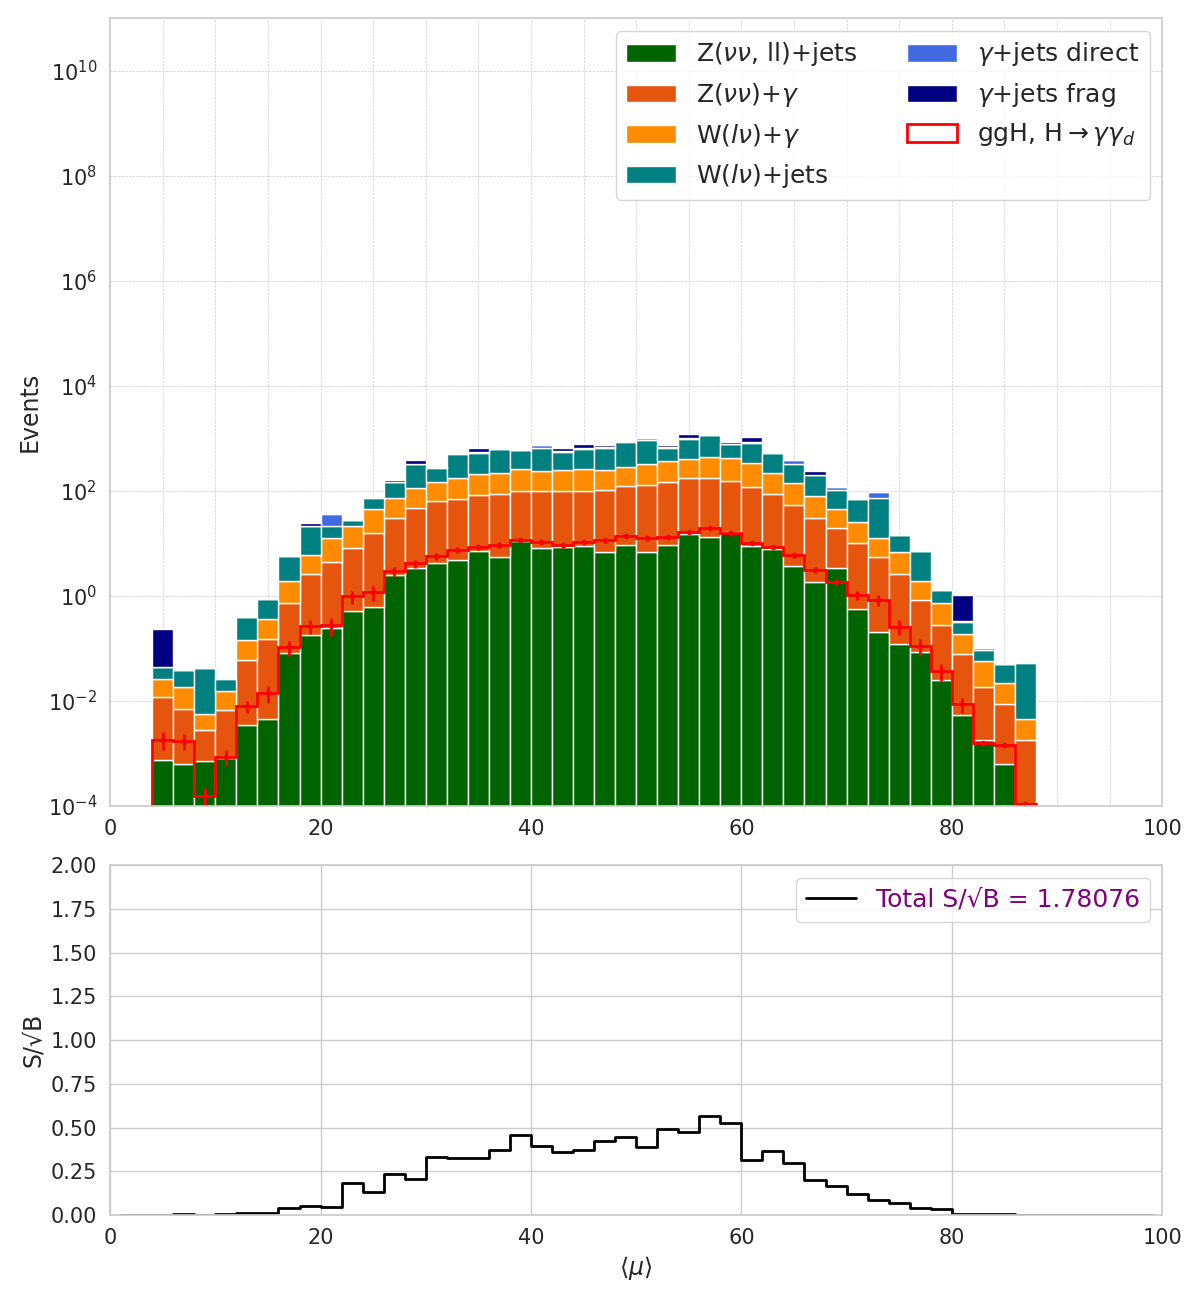 Events
10^10
10^8
10^6
10^4
10^2
10^0
10^−2
10^−4
0 20 40 60 80 100
Z(νν, ll)+jets
Z(νν)+γ
W(lν)+γ
W(lν)+jets
γ+jets direct
γ+jets frag
ggH, H→γγ_d
S/√B
2.00
1.75
1.50
1.25
1.00
0.75
0.50
0.25
0.00
Total S/√B = 1.78076
0 20 40 60 80 100
⟨μ⟩